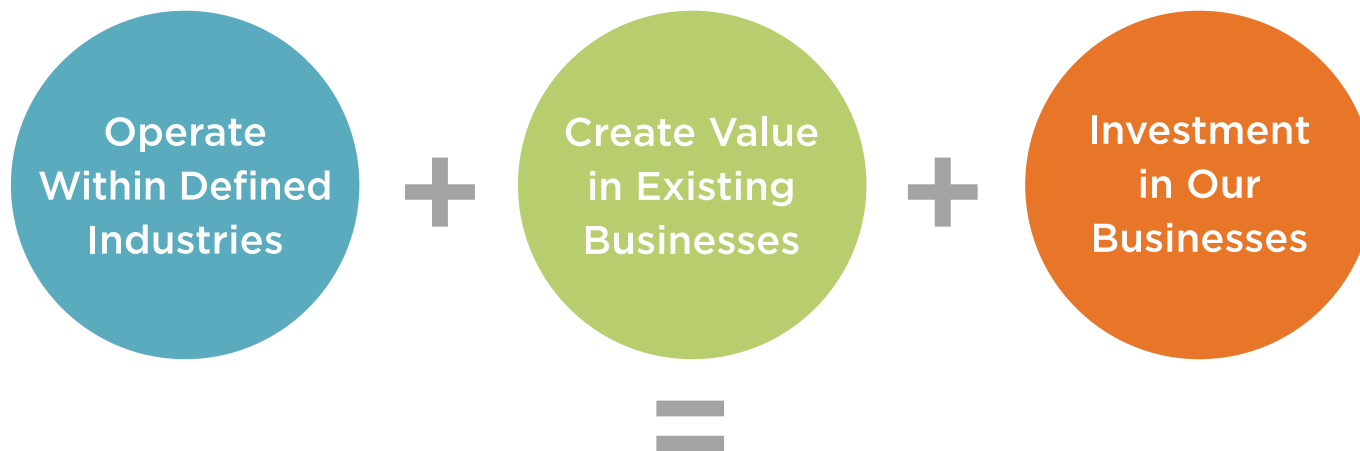 Operate
Within Defined
Industries
+
Create Value
in Existing
Businesses
+
Investment
in Our
Businesses
=